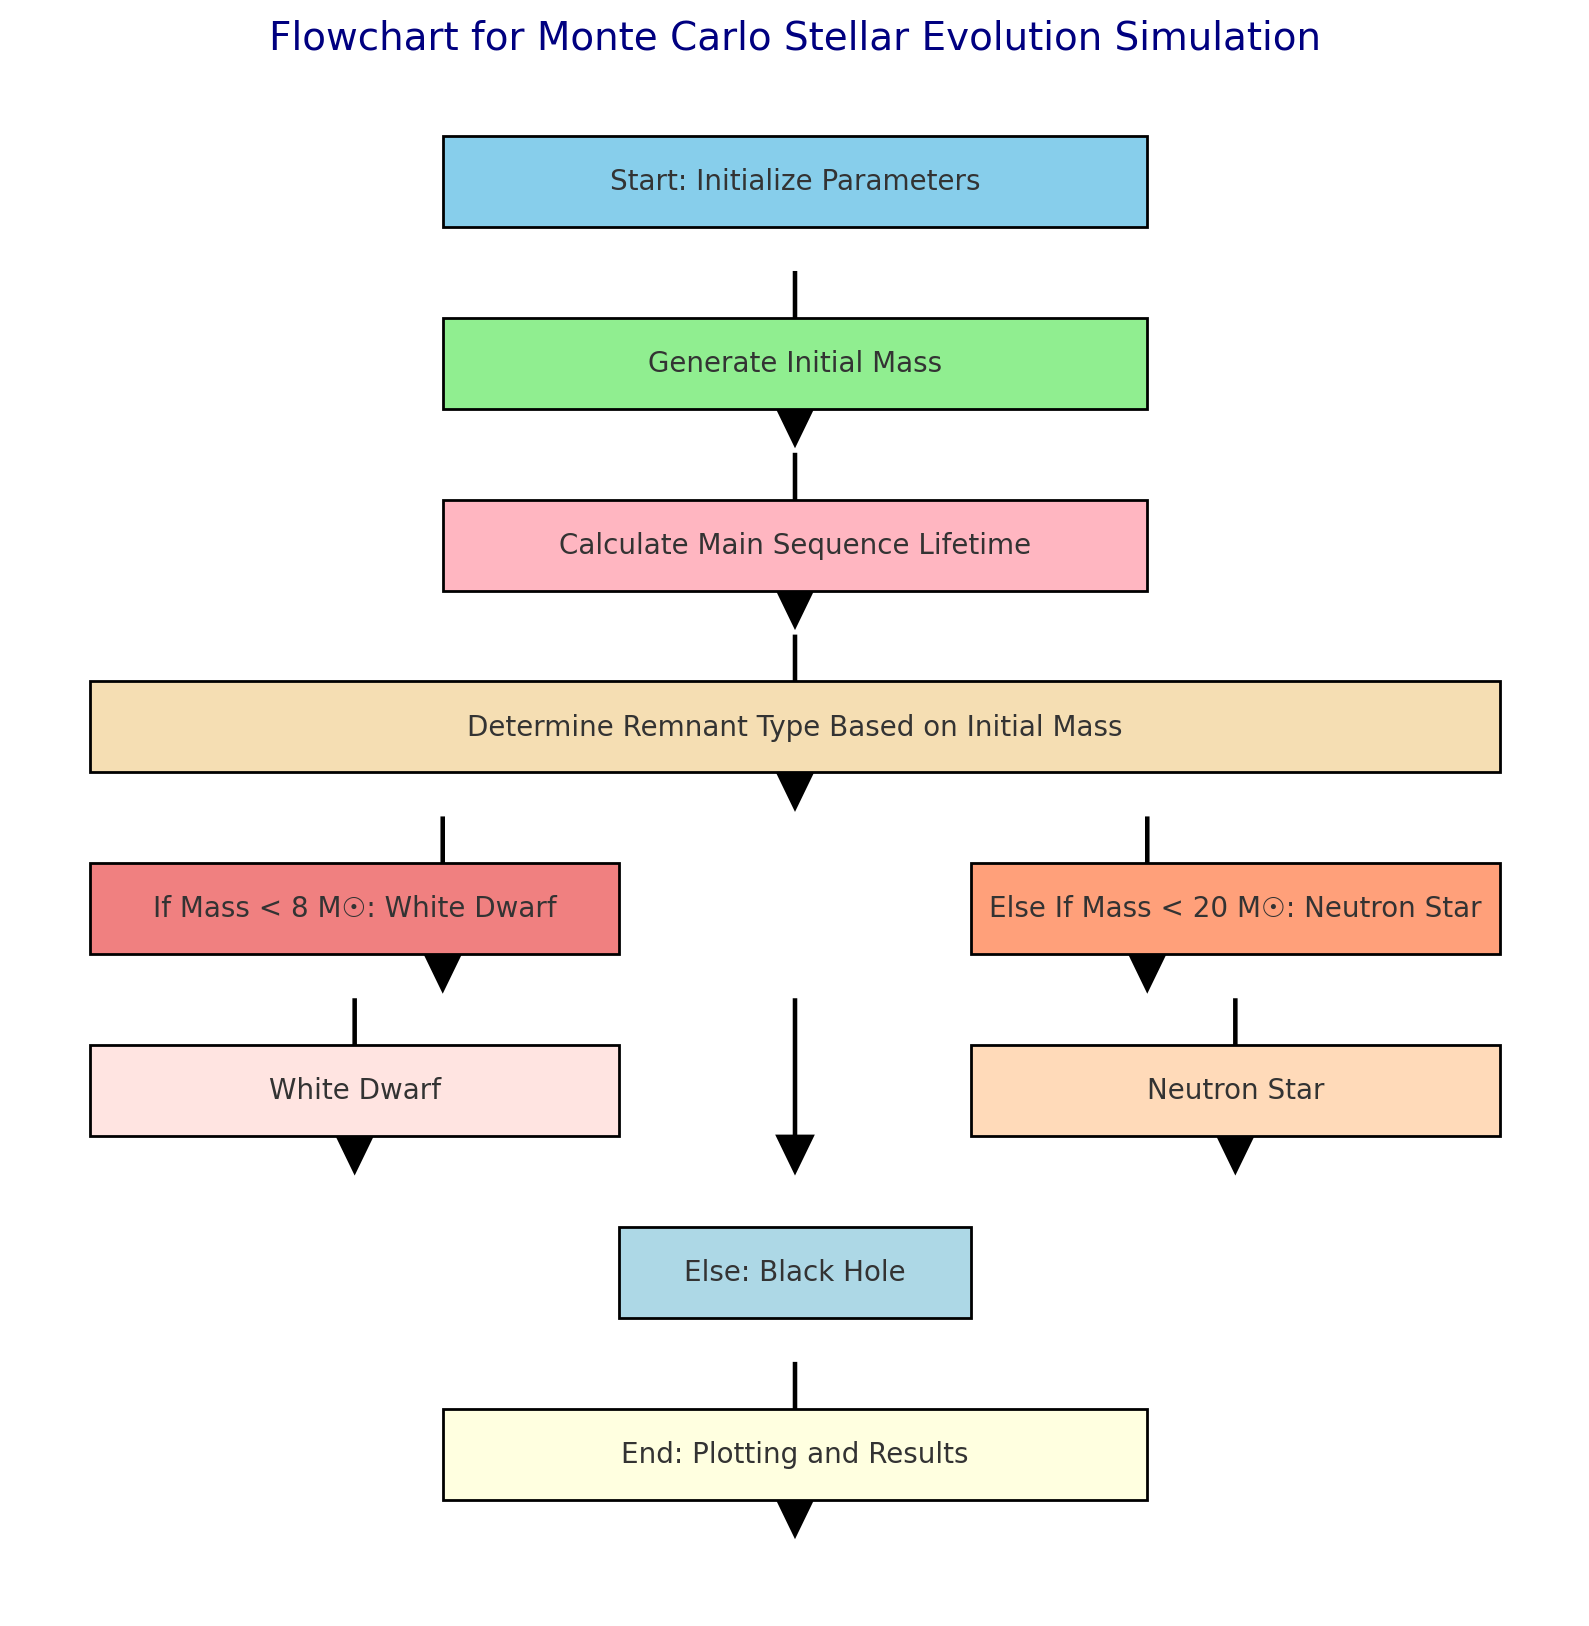 Flowchart for Monte Carlo Stellar Evolution Simulation
Start: Initialize Parameters
Generate Initial Mass
Calculate Main Sequence Lifetime
Determine Remnant Type Based on Initial Mass
If Mass < 8 M☉: White Dwarf
Else If Mass < 20 M☉: Neutron Star
White Dwarf
Neutron Star
Else: Black Hole
End: Plotting and Results